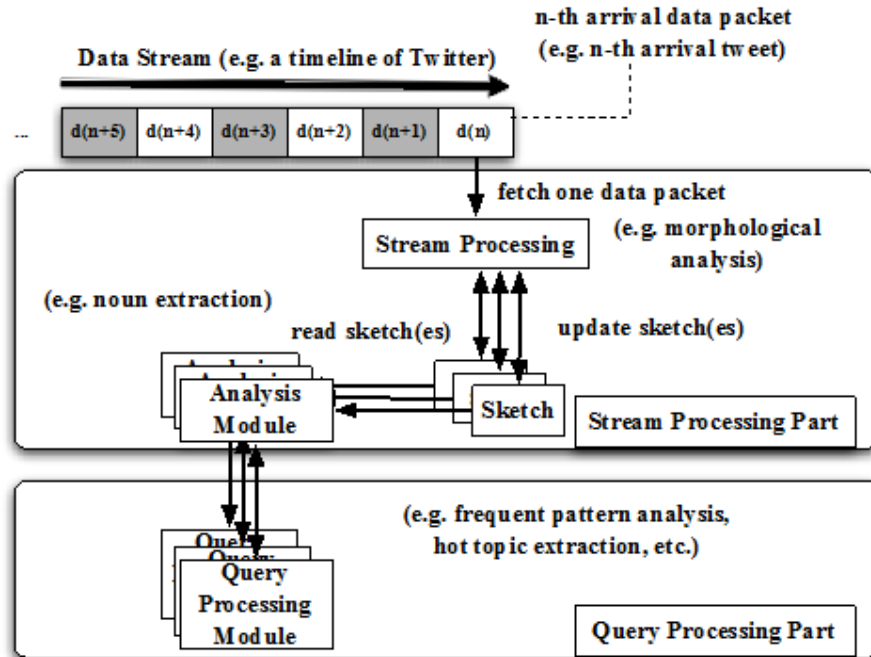 n-th arrival data packet
(e.g. n-th arrival tweet)
Data Stream (e.g. a timeline of Twitter)
... d(n+5) d(n+4) d(n+3) d(n+2) d(n+1) d(n)
fetch one data packet
Stream Processing
(e.g. morphological
analysis)
(e.g. noun extraction)
read sketch(es)
update sketch(es)
Analysis
Module
Sketch
Stream Processing Part
(e.g. frequent pattern analysis,
hot topic extraction, etc.)
Query
Query
Query
Processing
Module
Query Processing Part